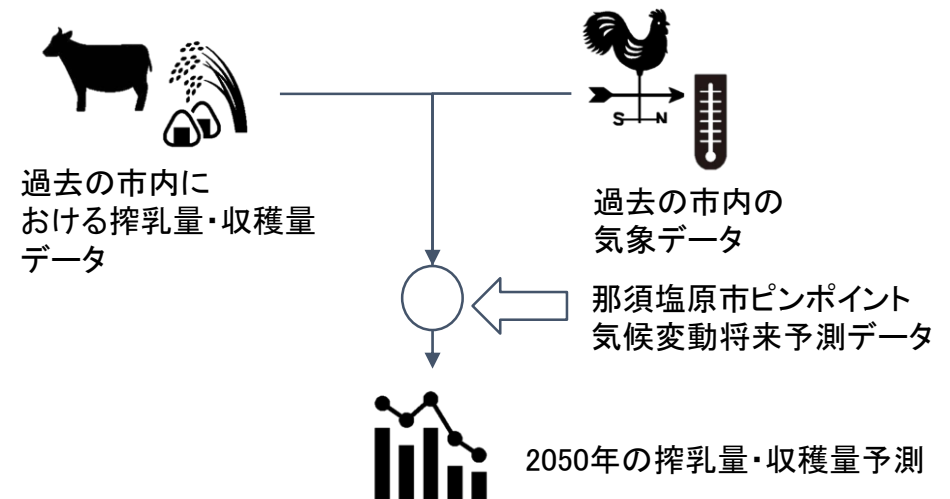 S N
過去の市内に
おける搾乳量・収穫量
データ
過去の市内の
気象データ
那須塩原市ピンポイント
気候変動将来予測データ
2050年の搾乳量・収穫量予測